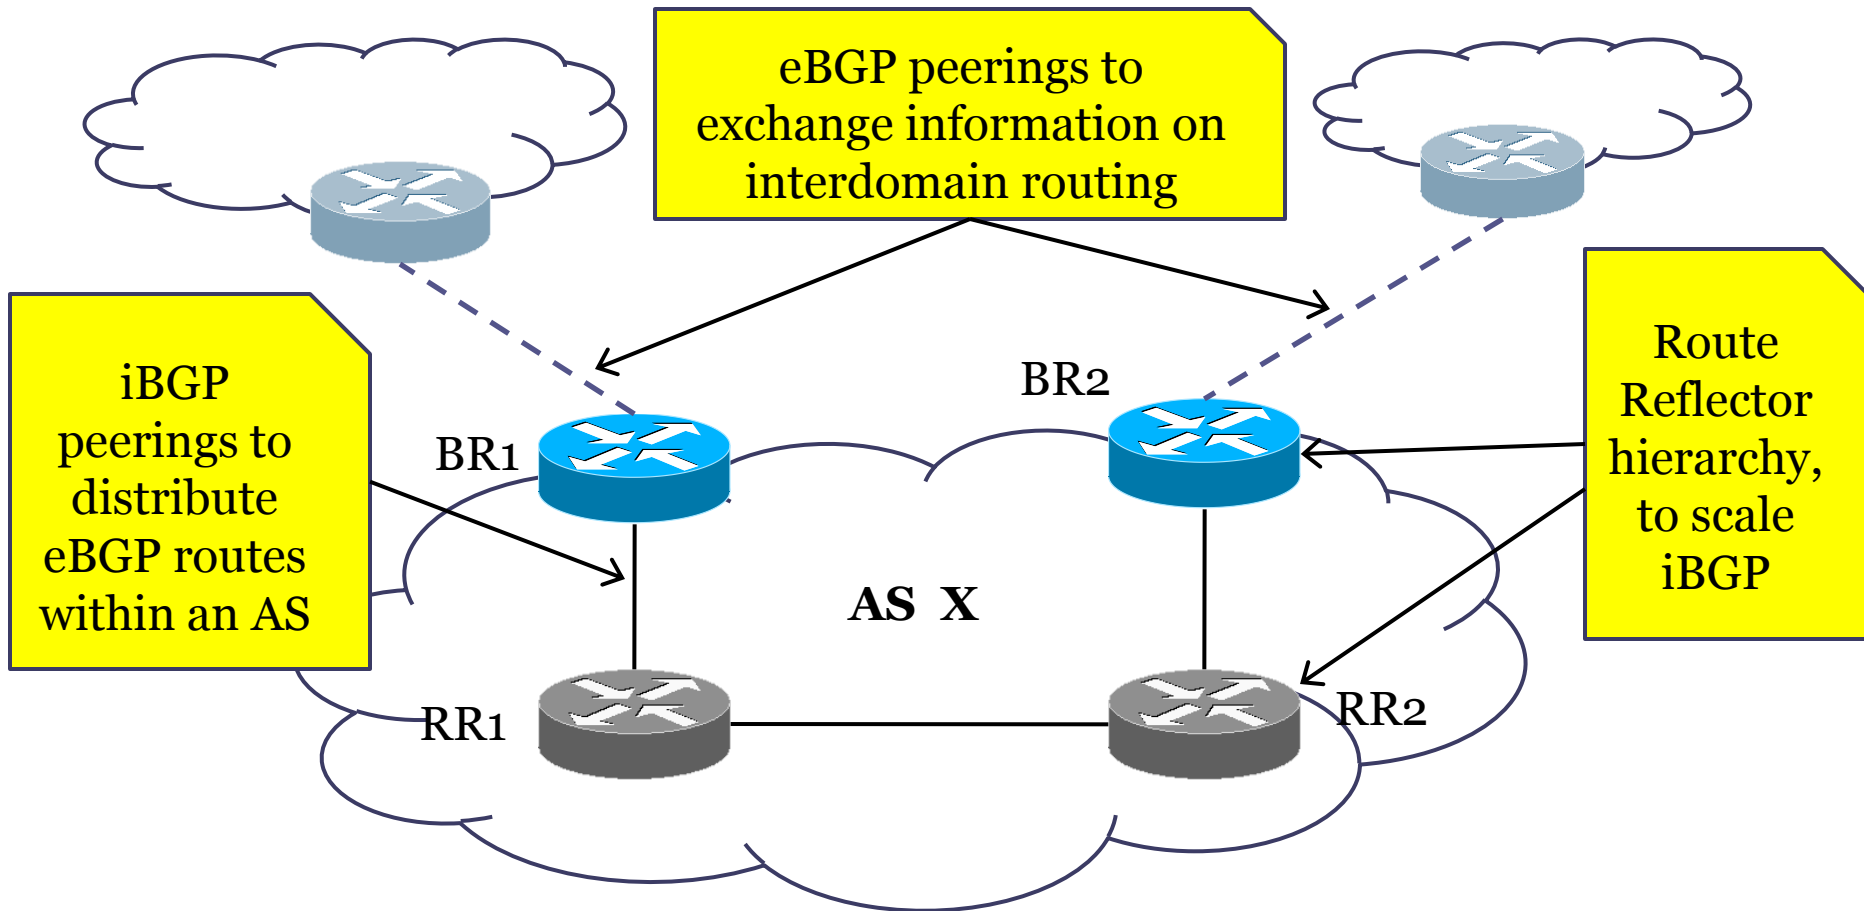 eBGP peerings to
exchange information on
interdomain routing
iBGP
peerings to
distribute
eBGP routes
within an AS
Route
Reflector
hierarchy,
to scale
iBGP
BR1
BR2
AS X
RR1
RR2